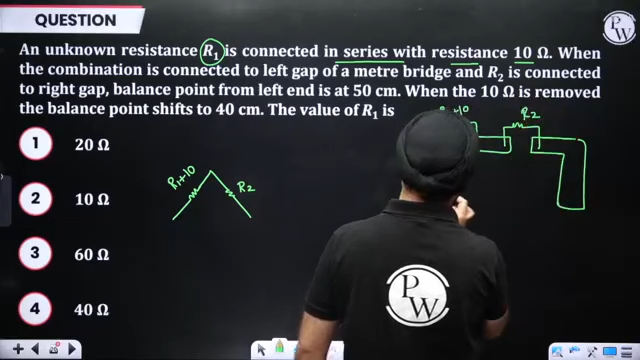 QUESTION
An unknown resistance R₁ is connected in series with resistance 10 Ω. When
the combination is connected to left gap of a metre bridge and R₂ is connected
to right gap, balance point from left end is at 50 cm. When the 10 Ω is removed
the balance point shifts to 40 cm. The value of R₁ is
R2
1 20 Ω
R1+10 R2
2 10 Ω
3 60 Ω
4 40 Ω
P W
P W